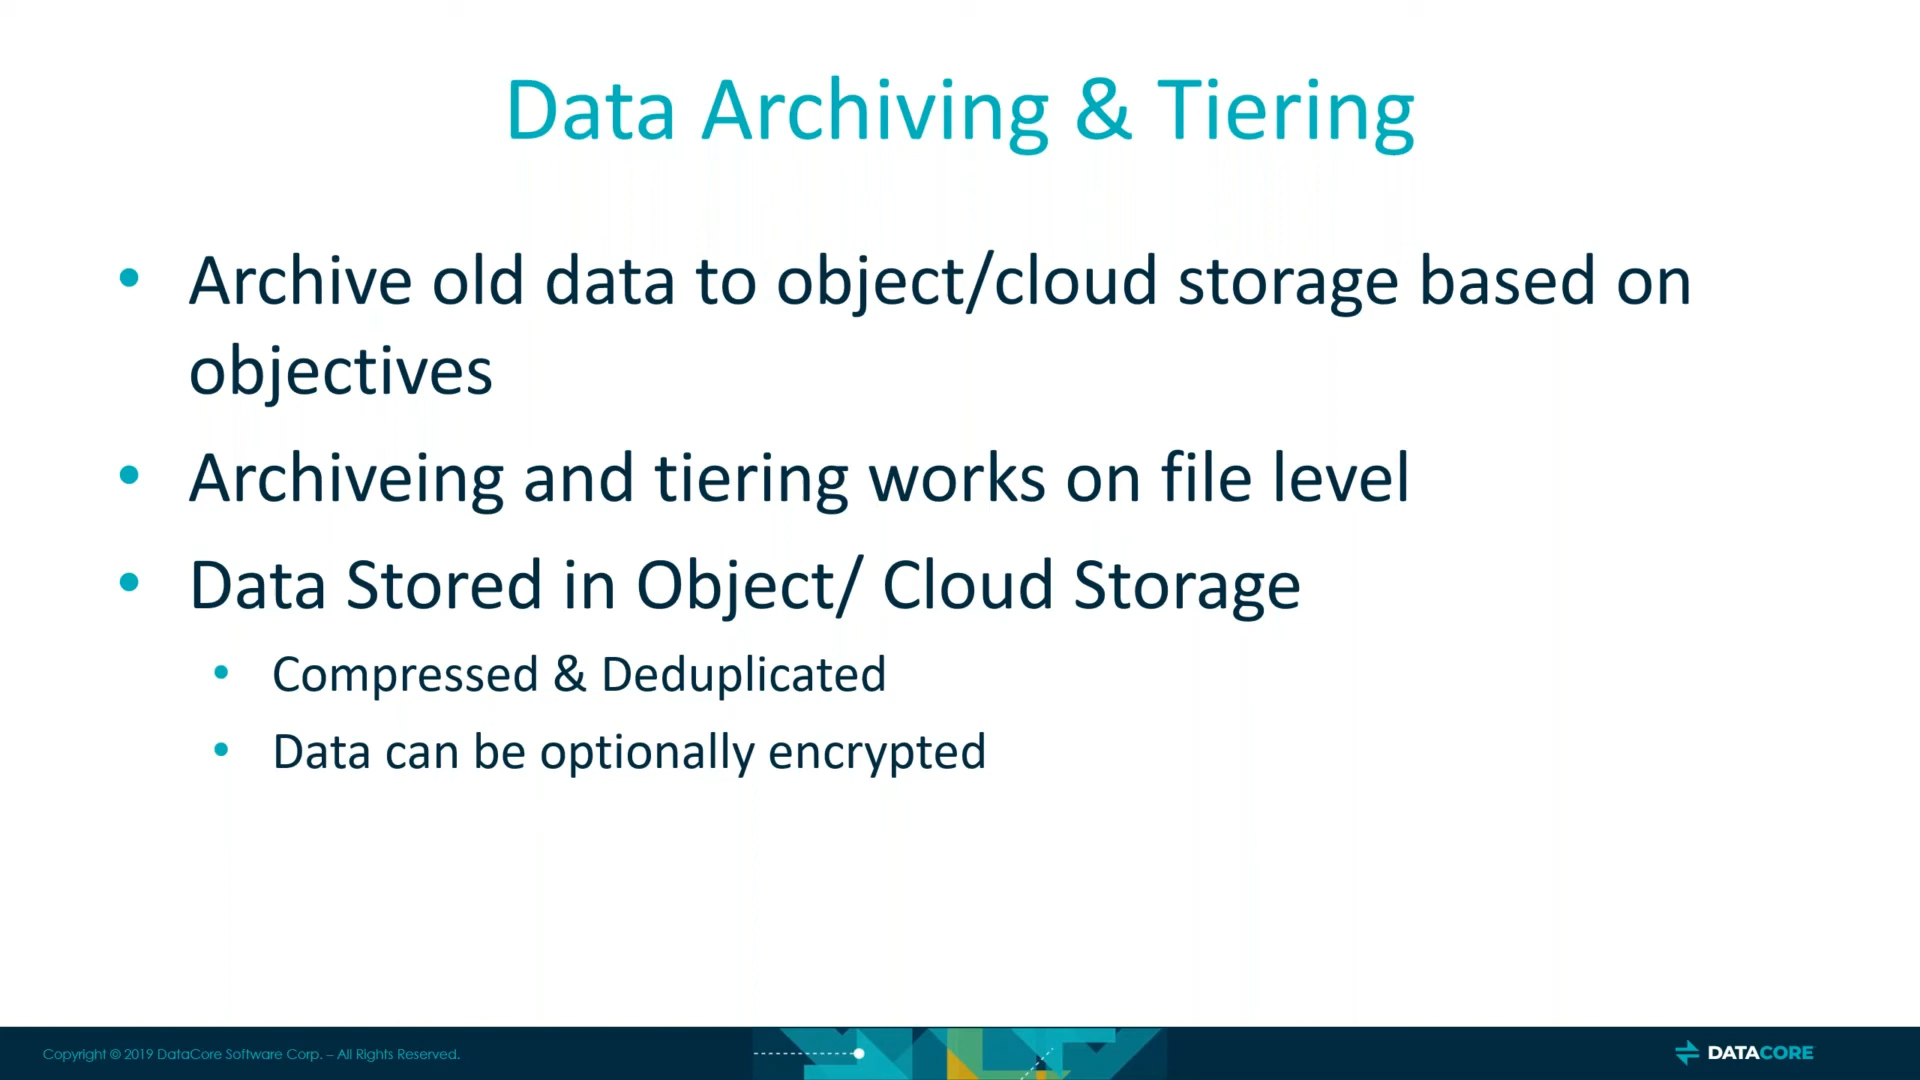 Data Archiving & Tiering
• Archive old data to object/cloud storage based on
objectives
• Archiveing and tiering works on file level
• Data Stored in Object/ Cloud Storage
• Compressed & Deduplicated
• Data can be optionally encrypted
Copyright © 2019 DataCore Software Corp. – All Rights Reserved.
DATACORE